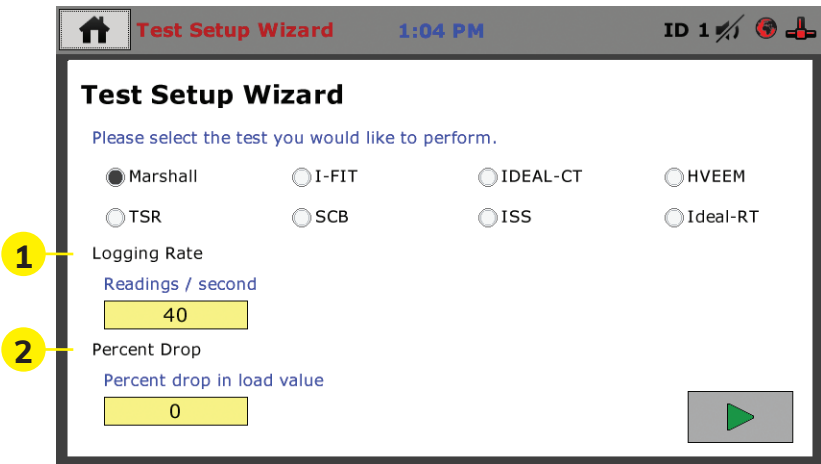 Test Setup Wizard 1:04 PM ID 1
Test Setup Wizard
Please select the test you would like to perform.
Marshall I-FIT IDEAL-CT HVEEM
TSR SCB ISS Ideal-RT
1 Logging Rate
Readings / second
40
2 Percent Drop
Percent drop in load value
0